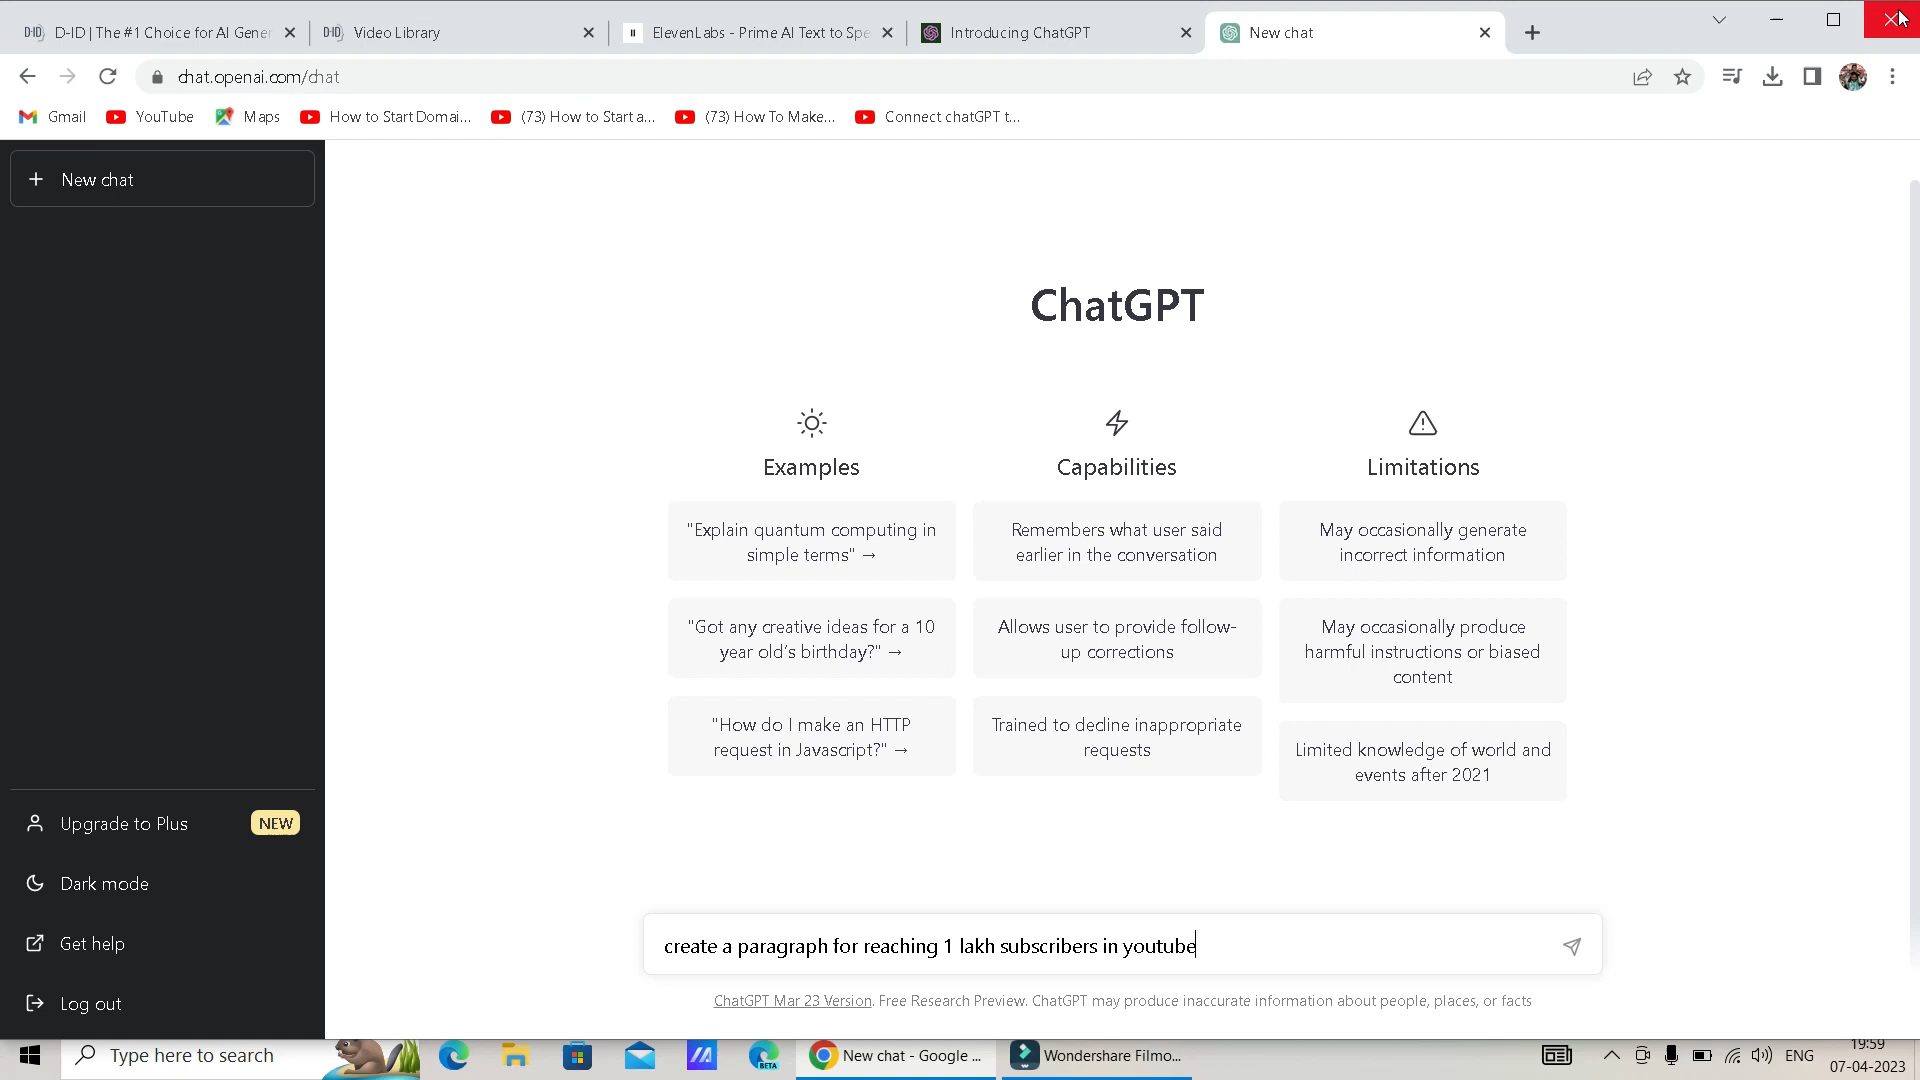 D-ID | The #1 Choice for AI Gener
Video Library
ElevenLabs - Prime AI Text to Spe
Introducing ChatGPT
New chat
chat.openai.com/chat
Gmail
YouTube
Maps
How to Start Domai...
(73) How to Start a...
(73) How To Make...
Connect chatGPT t...
New chat
ChatGPT
Examples
Capabilities
Limitations
"Explain quantum computing in
simple terms" →
Remembers what user said
earlier in the conversation
May occasionally generate
incorrect information
"Got any creative ideas for a 10
year old's birthday?" →
Allows user to provide follow-
up corrections
May occasionally produce
harmful instructions or biased
content
"How do I make an HTTP
request in Javascript?" →
Trained to decline inappropriate
requests
Limited knowledge of world and
events after 2021
Upgrade to Plus
NEW
Dark mode
Get help
Log out
create a paragraph for reaching 1 lakh subscribers in youtube
ChatGPT Mar 23 Version. Free Research Preview. ChatGPT may produce inaccurate information about people, places, or facts
Type here to search
BETA
New chat - Google ...
Wondershare Filmo...
ENG
19:59
07-04-2023